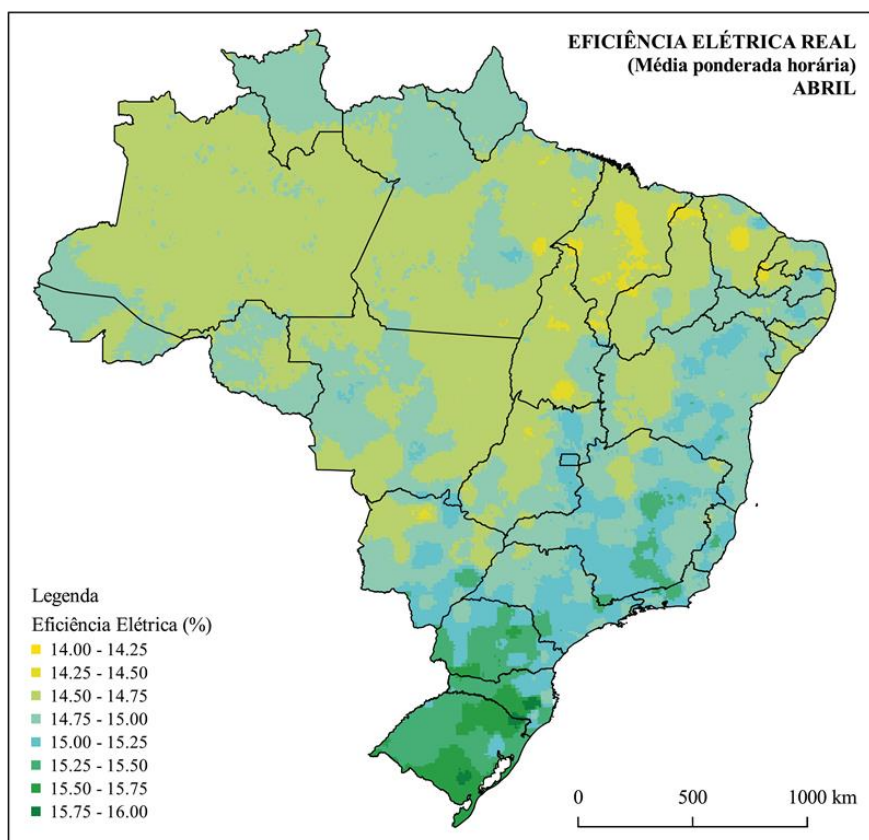 EFICIÊNCIA ELÉTRICA REAL
(Média ponderada horária)
ABRIL
Legenda
Eficiência Elétrica (%)
14.00 - 14.25
14.25 - 14.50
14.50 - 14.75
14.75 - 15.00
15.00 - 15.25
15.25 - 15.50
15.50 - 15.75
15.75 - 16.00
0 500 1000 km